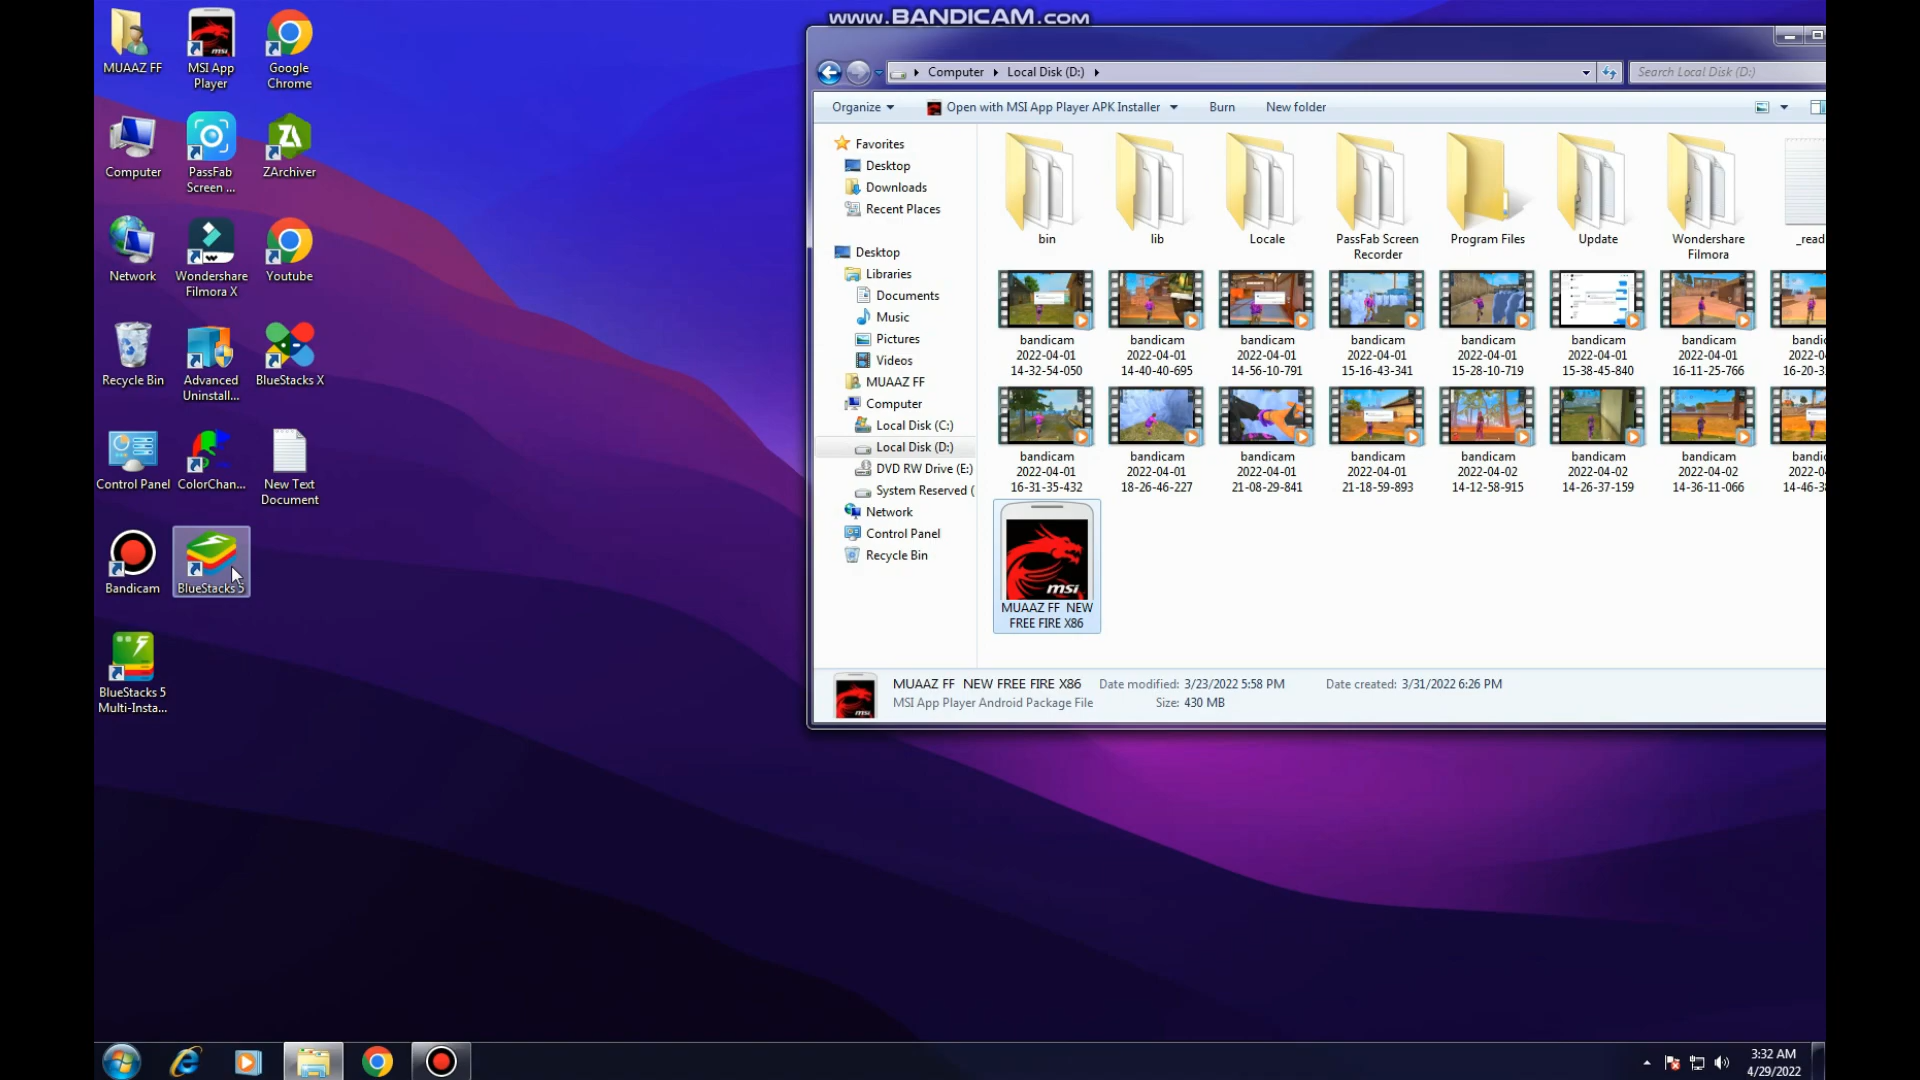 www.BANDICAM.com
MUAAZ FF
MSI App
Player
Google
Chrome
Computer
PassFab
Screen ...
ZArchiver
Network
Wondershare
Filmora X
Youtube
Recycle Bin
Advanced
Uninstall...
BlueStacks X
Control Panel
ColorChan...
New Text
Document
Bandicam
BlueStacks 5
BlueStacks 5
Multi-Insta...
Computer
Local Disk (D:)
Search Local Disk (D:)
Organize
Open with MSI App Player APK Installer
Burn
New folder
Favorites
Desktop
Downloads
Recent Places
Desktop
Libraries
Documents
Music
Pictures
Videos
MUAAZ FF
Computer
Local Disk (C:)
Local Disk (D:)
DVD RW Drive (E:)
System Reserved (
Network
Control Panel
Recycle Bin
bin
lib
Locale
PassFab Screen
Recorder
Program Files
Update
Wondershare
Filmora
_read
bandicam
2022-04-01
14-32-54-050
bandicam
2022-04-01
14-40-40-695
bandicam
2022-04-01
14-56-10-791
bandicam
2022-04-01
15-16-43-341
bandicam
2022-04-01
15-28-10-719
bandicam
2022-04-01
15-38-45-840
bandicam
2022-04-01
16-11-25-766
bandica
2022-04-
16-20-3
bandicam
2022-04-01
16-31-35-432
bandicam
2022-04-01
18-26-46-227
bandicam
2022-04-01
21-08-29-841
bandicam
2022-04-01
21-18-59-893
bandicam
2022-04-02
14-12-58-915
bandicam
2022-04-02
14-26-37-159
bandicam
2022-04-02
14-36-11-066
bandica
2022-04-
14-46-3
msi
MUAAZ FF NEW
FREE FIRE X86
MUAAZ FF NEW FREE FIRE X86
Date modified: 3/23/2022 5:58 PM
Date created: 3/31/2022 6:26 PM
MSI App Player Android Package File
Size: 430 MB
3:32 AM
4/29/2022